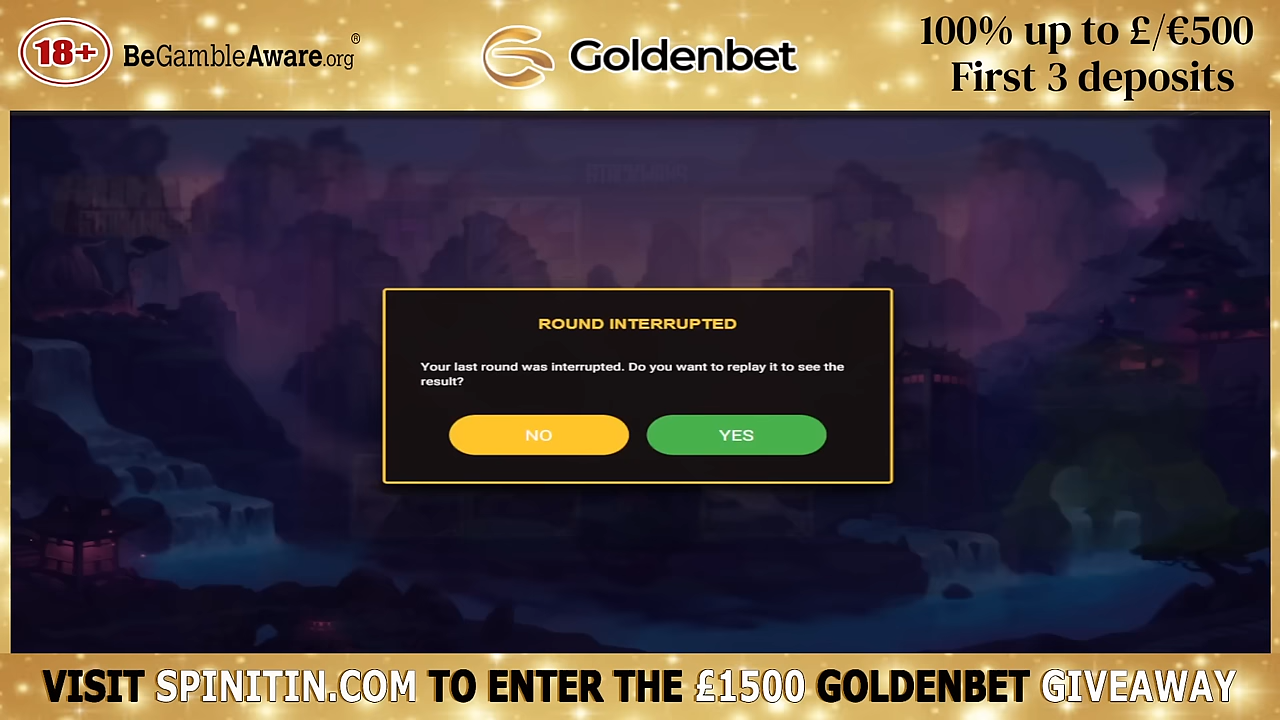 18+
BeGambleAware.org®
Goldenbet
100% up to £/€500
First 3 deposits
ROUND INTERRUPTED
Your last round was interrupted. Do you want to replay it to see the
result?
NO
YES
VISIT SPINITIN.COM TO ENTER THE £1500 GOLDENBET GIVEAWAY